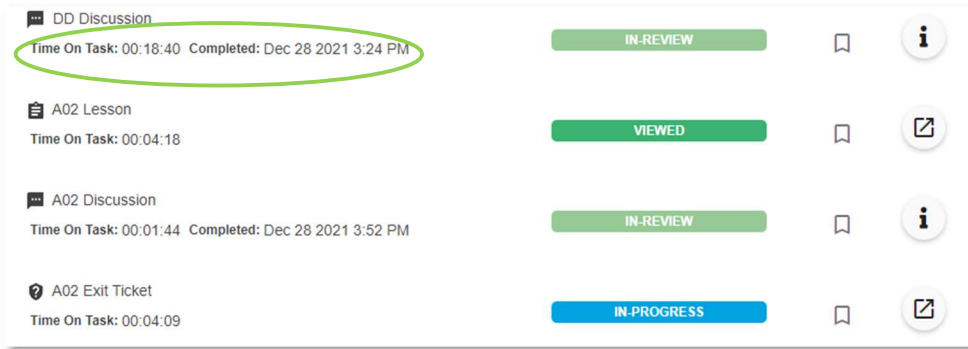 DD Discussion
Time On Task: 00:18:40 Completed: Dec 28 2021 3:24 PM
IN-REVIEW
A02 Lesson
Time On Task: 00:04:18
VIEWED
A02 Discussion
Time On Task: 00:01:44 Completed: Dec 28 2021 3:52 PM
IN-REVIEW
A02 Exit Ticket
Time On Task: 00:04:09
IN-PROGRESS